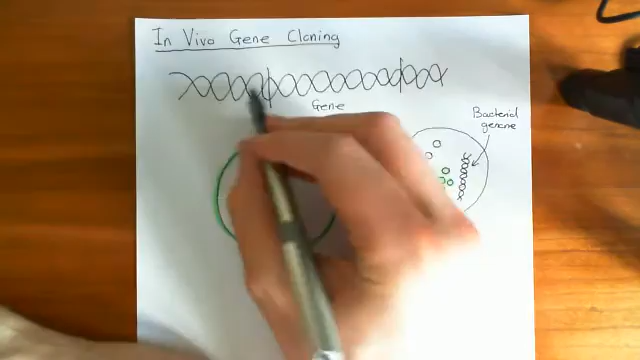 In Vivo Gene Cloning
Gene
Bacterial
genome